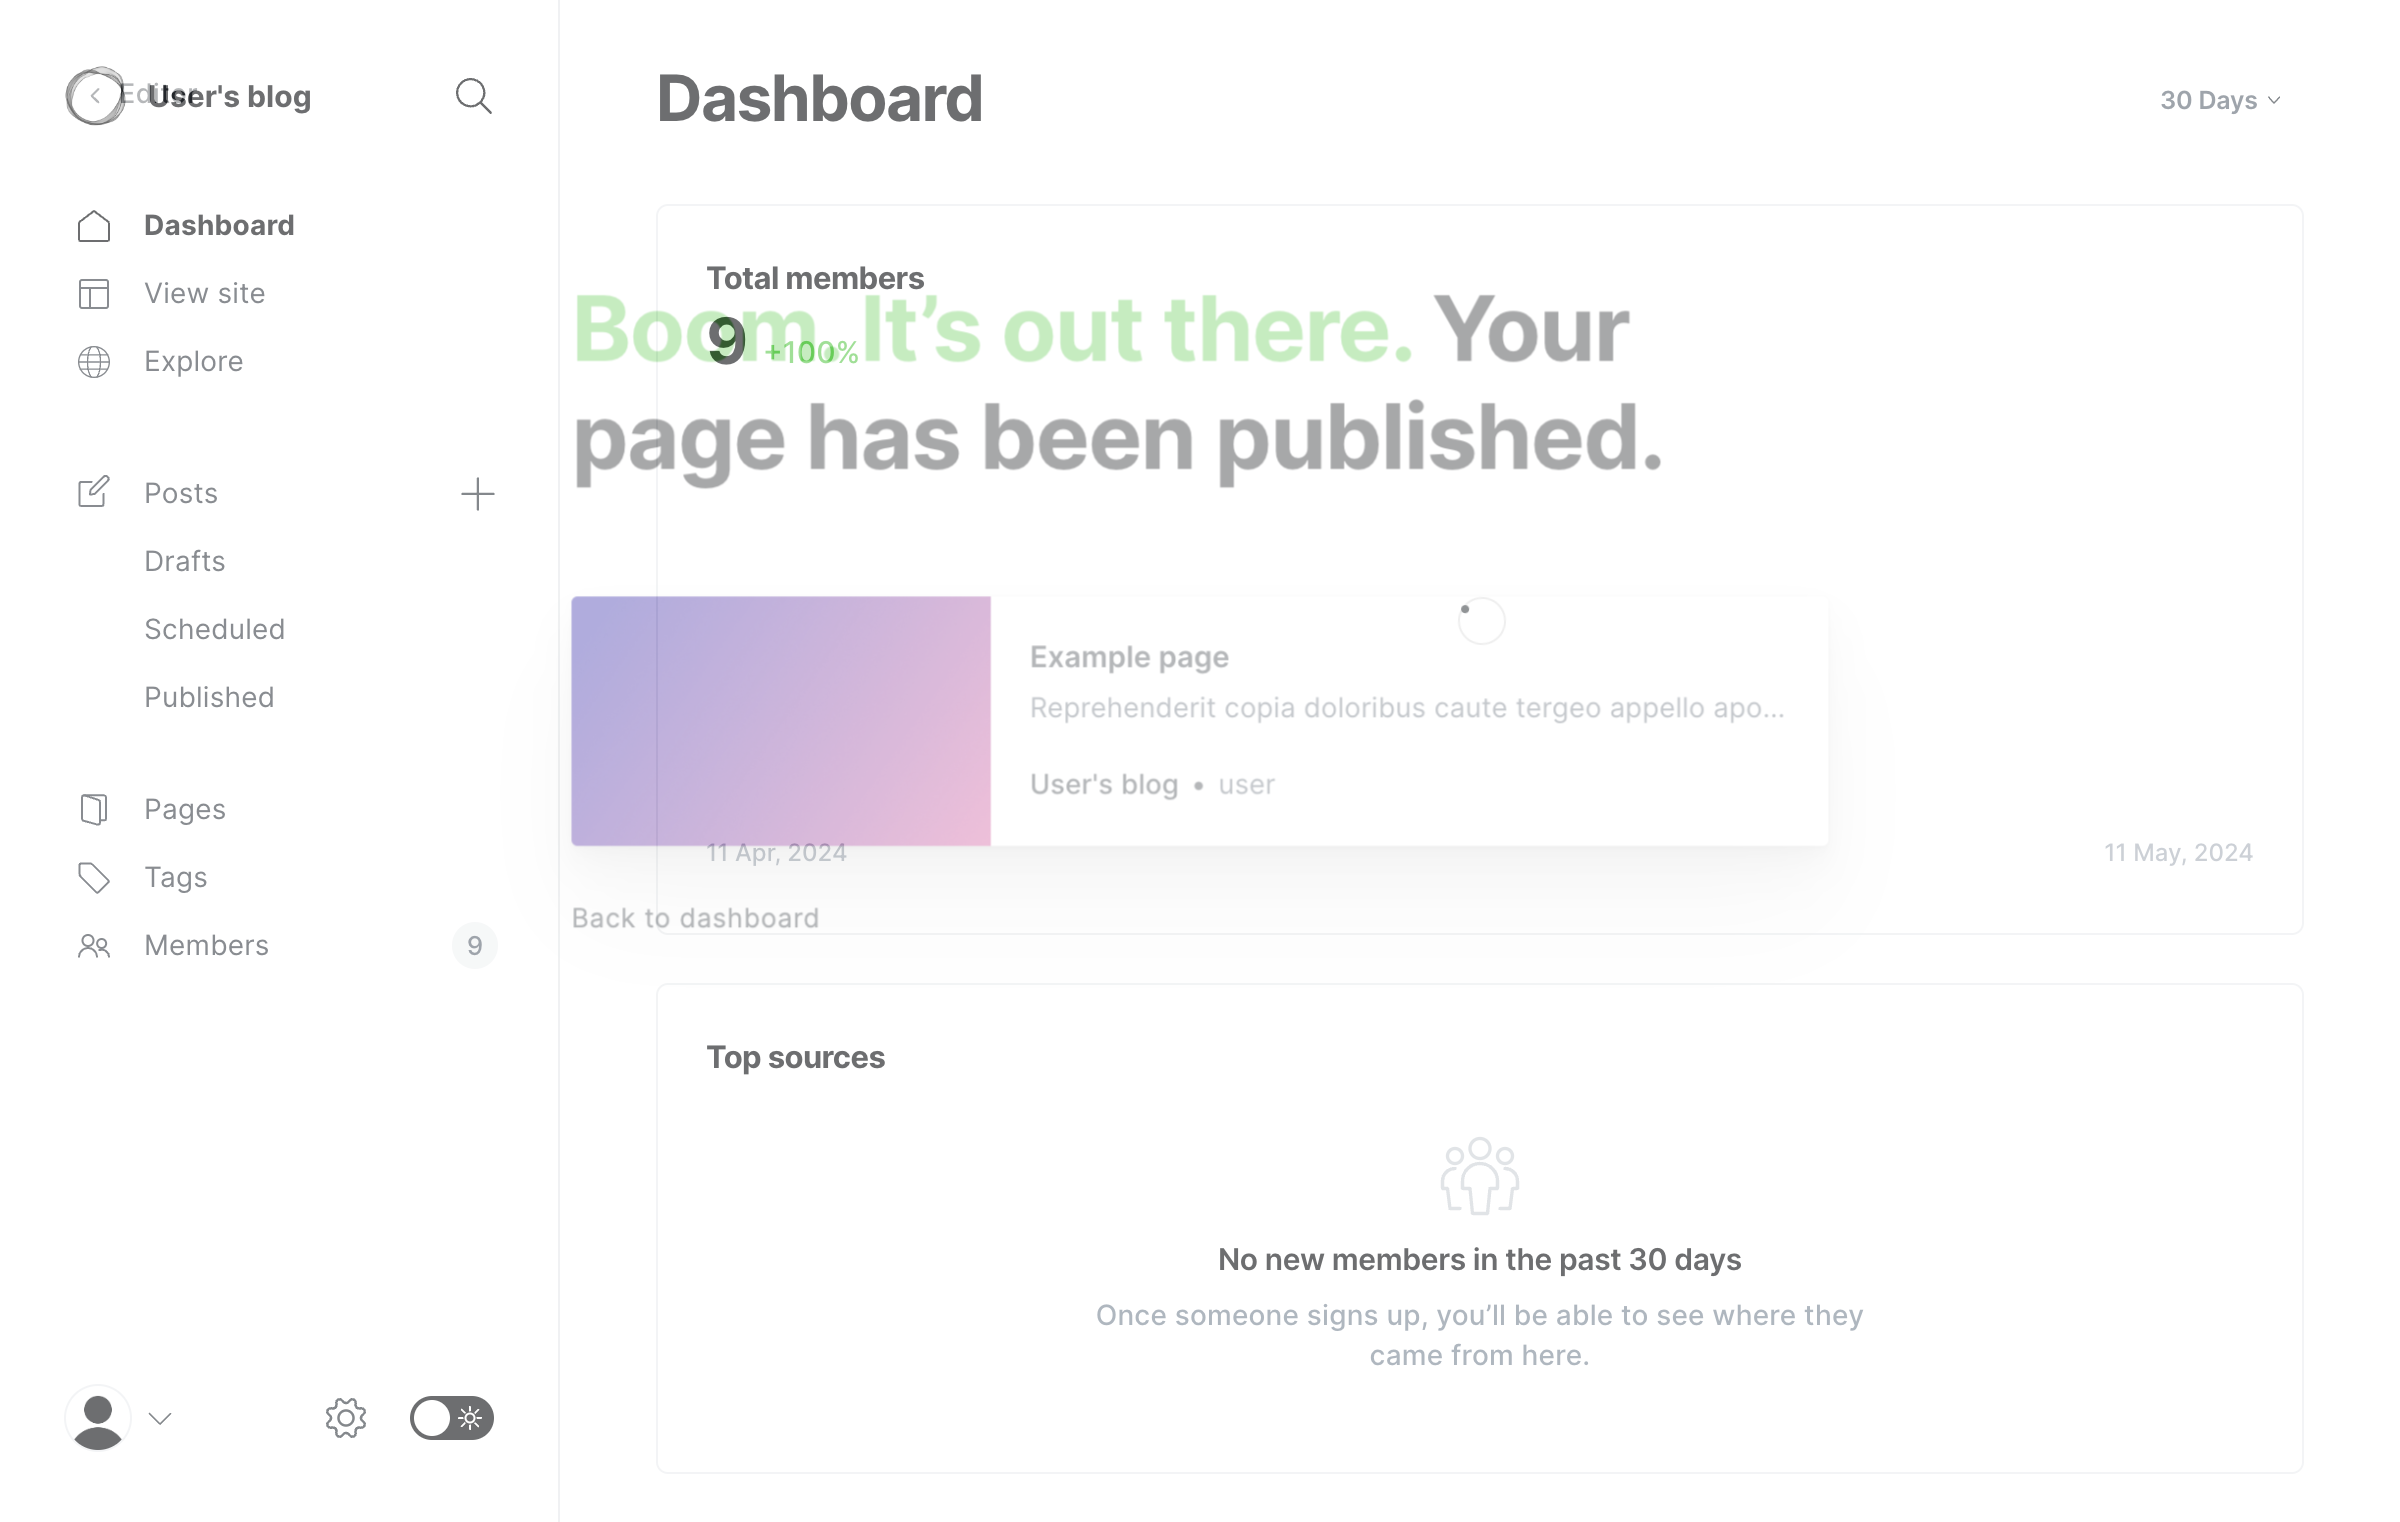 Editor
User's blog
Dashboard
View site
Explore
Posts
Drafts
Scheduled
Published
Pages
Tags
Members
9
Dashboard
30 Days
Total members
9 +100%
Boom. It’s out there. Your
page has been published.
Example page
Reprehenderit copia doloribus caute tergeo appello apo...
User's blog • user
11 Apr, 2024
11 May, 2024
Back to dashboard
Top sources
No new members in the past 30 days
Once someone signs up, you’ll be able to see where they
came from here.